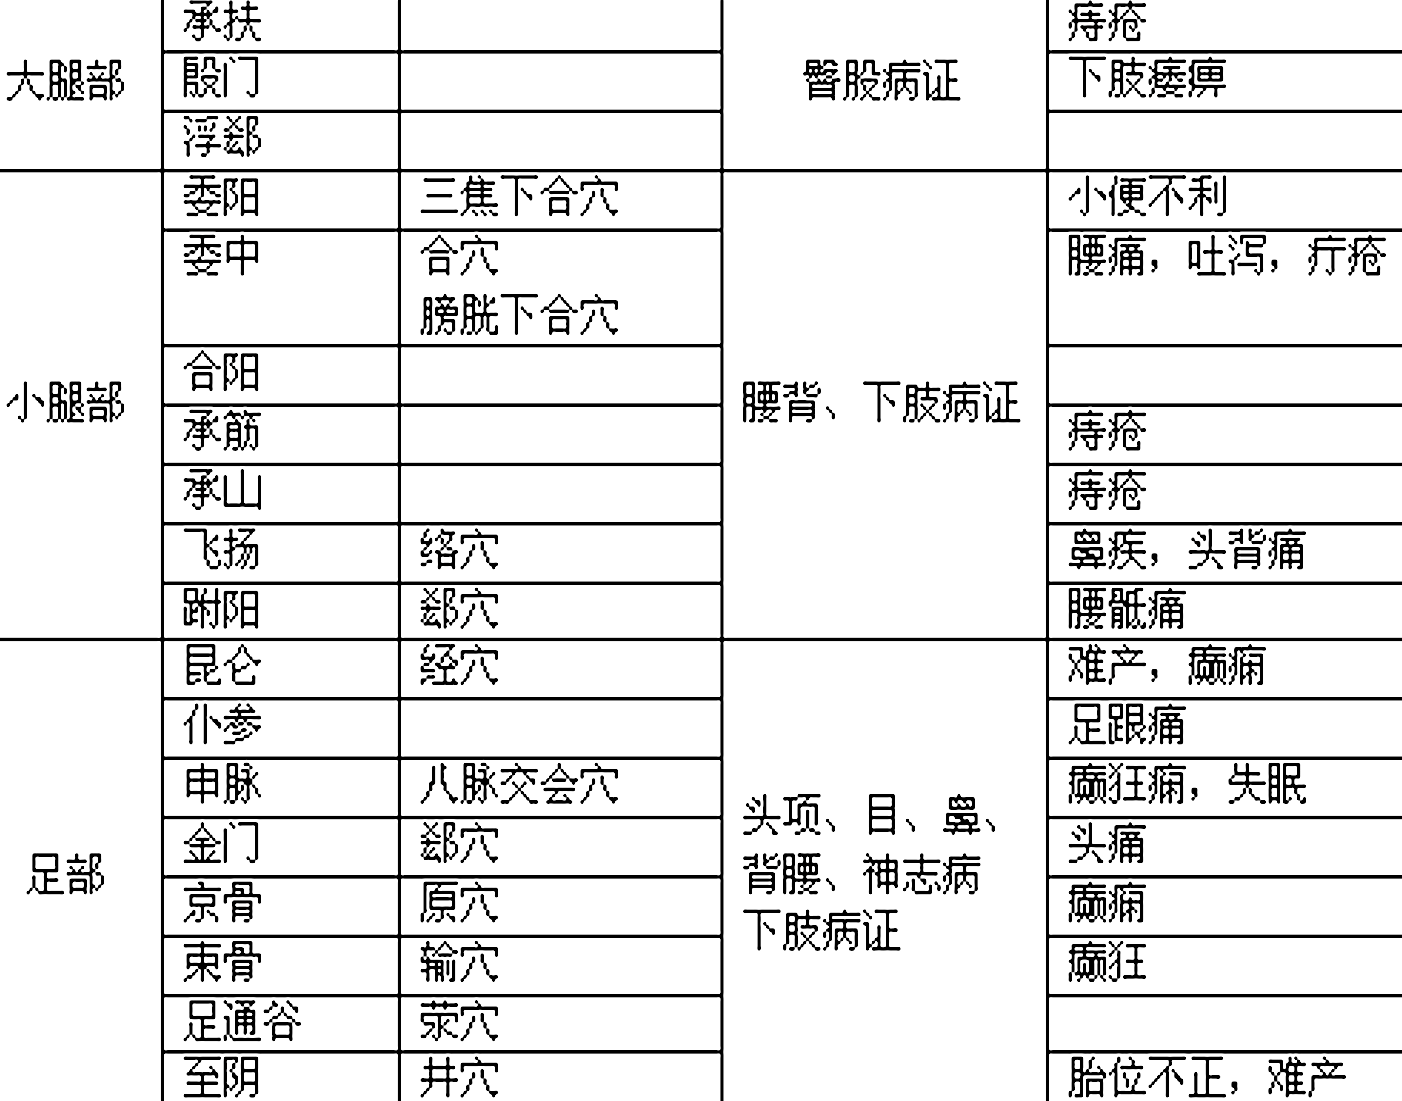 承扶 痔疮
大腿部 殷门 臀股病证 下肢痿痹
浮郄
委阳 三焦下合穴 小便不利
委中 合穴 腰痛，吐泻，疔疮
膀胱下合穴
合阳
小腿部 腰背、下肢病证
承筋 痔疮
承山 痔疮
飞扬 络穴 鼻疾，头背痛
跗阳 郄穴 腰骶痛
昆仑 经穴 难产，癫痫
仆参 足跟痛
申脉 八脉交会穴 癫狂痫，失眠
头项、目、鼻、
金门 郄穴 头痛
足部 背腰、神志病
京骨 原穴 癫痫
下肢病证
束骨 输穴 癫狂
足通谷 荥穴
至阴 井穴 胎位不正，难产